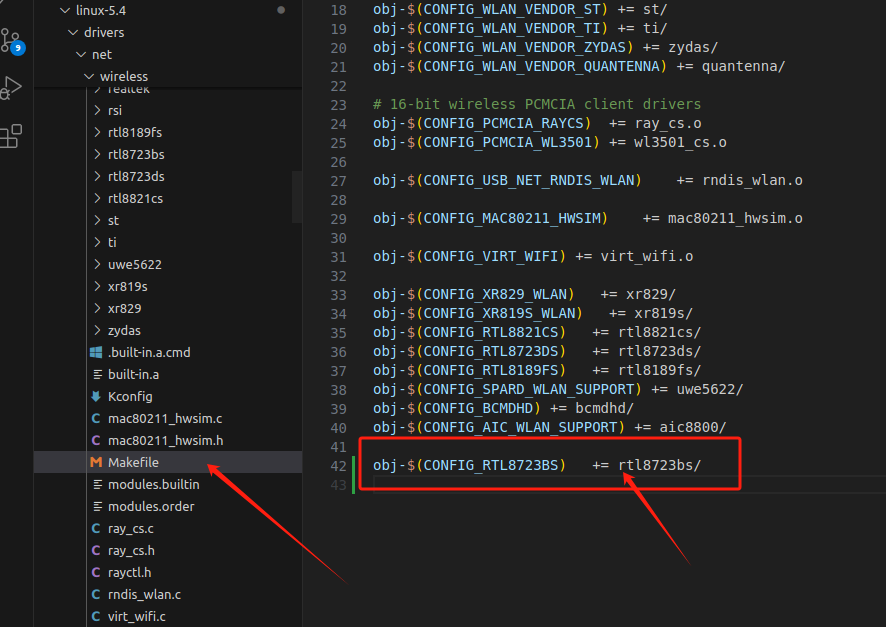 linux-5.4
drivers
net
wireless
realtek
rsi
rtl8189fs
rtl8723bs
rtl8723ds
rtl8821cs
st
ti
uwe5622
xr819s
xr829
zydas
.built-in.a.cmd
built-in.a
Kconfig
C mac80211_hwsim.c
C mac80211_hwsim.h
M Makefile
modules.builtin
modules.order
C ray_cs.c
C ray_cs.h
C rayctl.h
C rndis_wlan.c
C virt_wifi.c
9
18 obj-$(CONFIG_WLAN_VENDOR_ST) += st/
19 obj-$(CONFIG_WLAN_VENDOR_TI) += ti/
20 obj-$(CONFIG_WLAN_VENDOR_ZYDAS) += zydas/
21 obj-$(CONFIG_WLAN_VENDOR_QUANTENNA) += quantenna/
22
23 # 16-bit wireless PCMCIA client drivers
24 obj-$(CONFIG_PCMCIA_RAYCS)  += ray_cs.o
25 obj-$(CONFIG_PCMCIA_WL3501) += wl3501_cs.o
26
27 obj-$(CONFIG_USB_NET_RNDIS_WLAN)    += rndis_wlan.o
28
29 obj-$(CONFIG_MAC80211_HWSIM)    += mac80211_hwsim.o
30
31 obj-$(CONFIG_VIRT_WIFI) += virt_wifi.o
32
33 obj-$(CONFIG_XR829_WLAN)   += xr829/
34 obj-$(CONFIG_XR819S_WLAN)   += xr819s/
35 obj-$(CONFIG_RTL8821CS)   += rtl8821cs/
36 obj-$(CONFIG_RTL8723DS)   += rtl8723ds/
37 obj-$(CONFIG_RTL8189FS)   += rtl8189fs/
38 obj-$(CONFIG_SPARD_WLAN_SUPPORT) += uwe5622/
39 obj-$(CONFIG_BCMDHD) += bcmdhd/
40 obj-$(CONFIG_AIC_WLAN_SUPPORT) += aic8800/
41
42 obj-$(CONFIG_RTL8723BS)   += rtl8723bs/
43